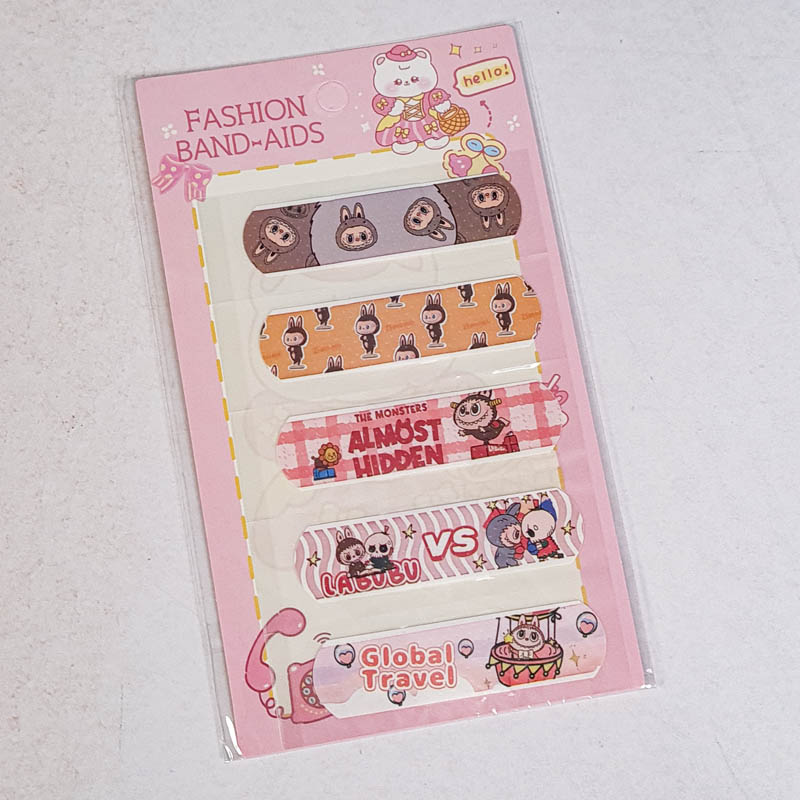 FASHION
BAND-AIDS
hello!
THE MONSTERS
ALMOST
HIDDEN
VS
LABUBU
Global
Travel